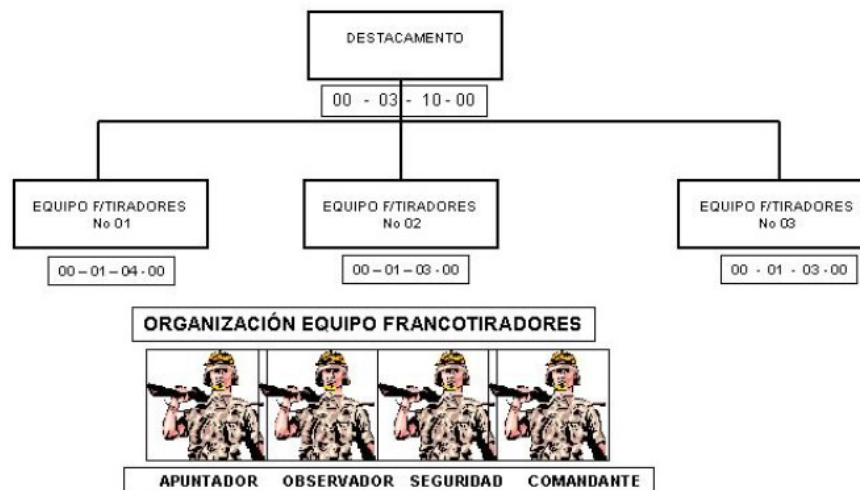 DESTACAMENTO
00 - 03 - 10-00
EQUIPO F/TIRADORES
No 01
EQUIPO F/TIRADORES
No 02
EQUIPO F/TIRADORES
No 03
00 – 01 – 04 - 00
00 – 01 – 03 - 00
00 - 01 - 03 - 00
ORGANIZACIÓN EQUIPO FRANCOTIRADORES
APUNTADOR OBSERVADOR SEGURIDAD COMANDANTE